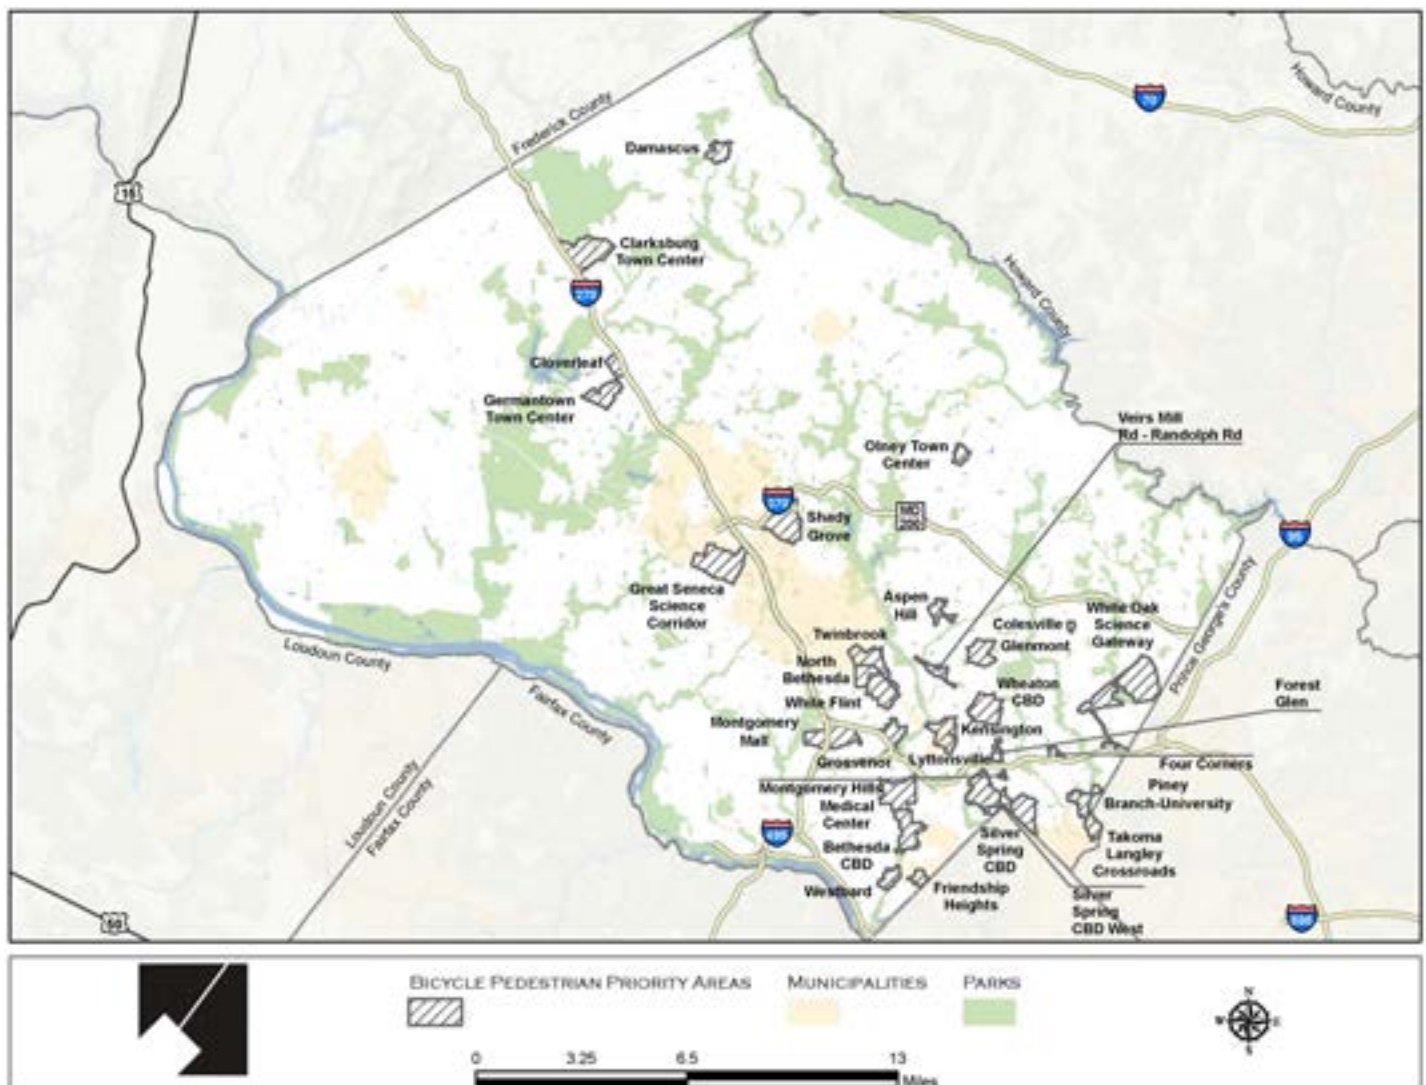 70
Howard County
Frederick County
Damascus
15
Clarksburg
Town Center
270
Howard County
Cloverleaf
Germantown
Town Center
Veirs Mill
Rd - Randolph Rd
Olney Town
Center
370
MD
200
Shady
Grove
95
Great Seneca
Science
Corridor
Aspen
Hill
Colesville
White Oak
Science
Gateway
Prince George's County
Twinbrook
Glenmont
Loudoun County
North
Bethesda
Wheaton
CBD
Forest
Glen
White Flint
Fairfax County
Montgomery
Mall
Kensington
Grosvenor
Lyttonsville
Four Corners
Loudoun County
Fairfax County
Montgomery Hills
Medical
Center
Piney
Branch-University
495
Bethesda
CBD
Silver
Spring
CBD
Takoma
Langley
Crossroads
Westbard
Friendship
Heights
Silver
Spring
CBD West
50
Bicycle Pedestrian Priority Areas
Municipalities
Parks
N
W
E
S
0
3.25
6.5
13
Miles